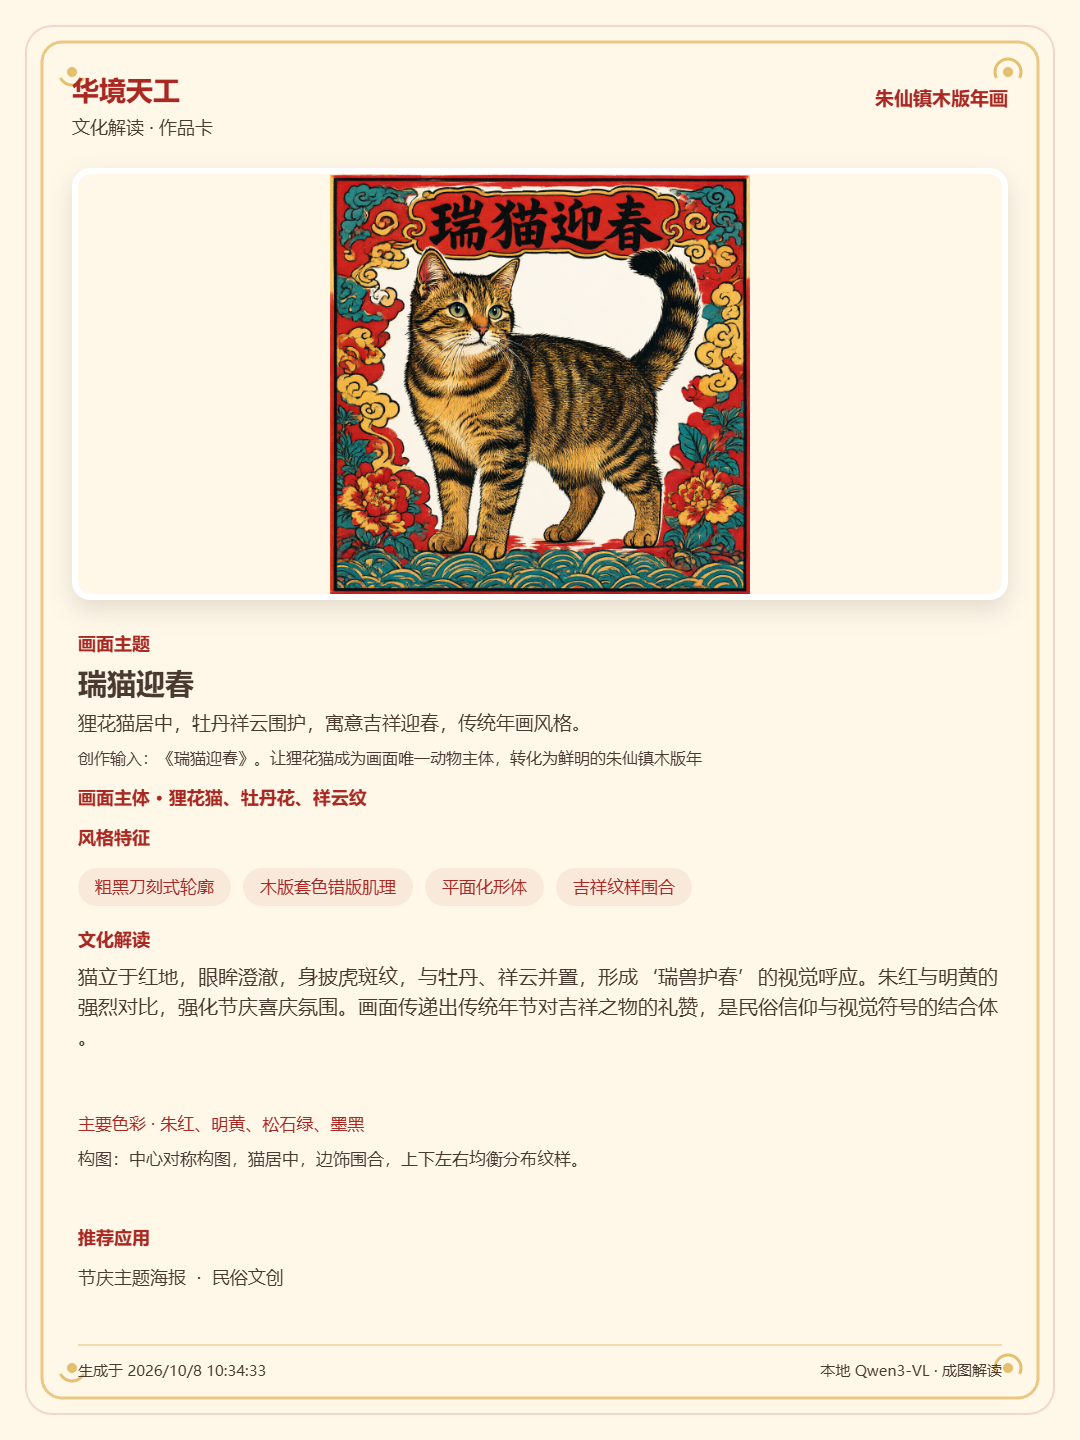 华境天工
文化解读 · 作品卡
朱仙镇木版年画
瑞猫迎春
画面主题
瑞猫迎春
狸花猫居中，牡丹祥云围护，寓意吉祥迎春，传统年画风格。
创作输入：《瑞猫迎春》。让狸花猫成为画面唯一动物主体，转化为鲜明的朱仙镇木版年
画面主体 · 狸花猫、牡丹花、祥云纹
风格特征
粗黑刀刻式轮廓 木版套色错版肌理 平面化形体 吉祥纹样围合
文化解读
猫立于红地，眼眸澄澈，身披虎斑纹，与牡丹、祥云并置，形成‘瑞兽护春’的视觉呼应。朱红与明黄的
强烈对比，强化节庆喜庆氛围。画面传递出传统年节对吉祥之物的礼赞，是民俗信仰与视觉符号的结合体
。
主要色彩 · 朱红、明黄、松石绿、墨黑
构图：中心对称构图，猫居中，边饰围合，上下左右均衡分布纹样。
推荐应用
节庆主题海报 · 民俗文创
生成于 2026/10/8 10:34:33
本地 Qwen3-VL · 成图解读